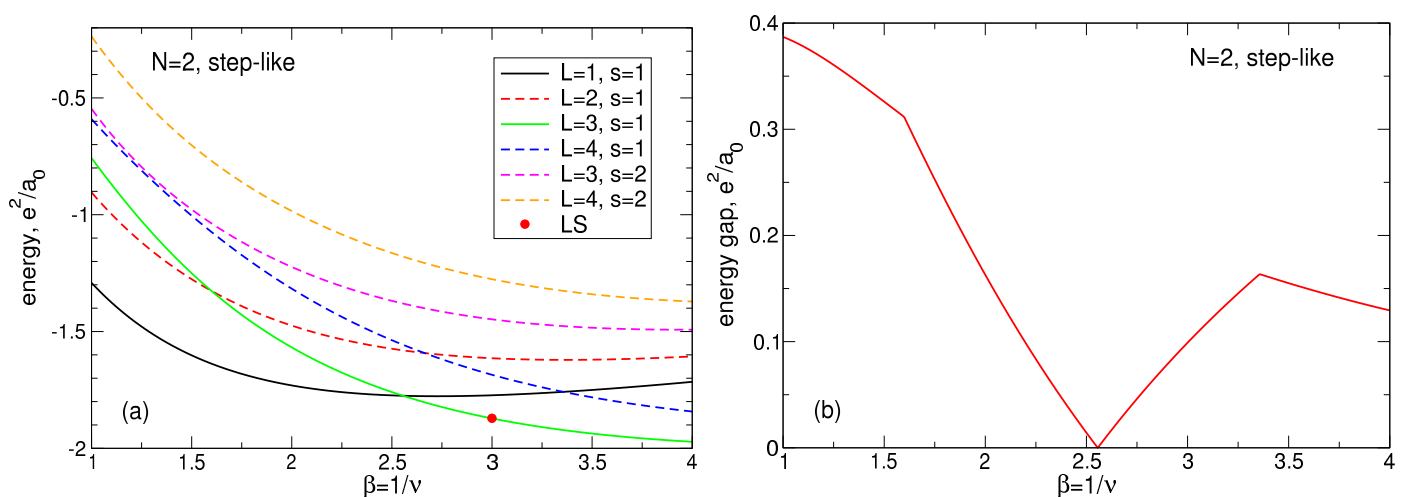 N=2, step-like
L=1, s=1
L=2, s=1
L=3, s=1
L=4, s=1
L=3, s=2
L=4, s=2
LS
energy, e²/a₀
-0.5
-1
-1.5
-2
(a)
1
1.5
2
2.5
3
3.5
4
β=1/ν
N=2, step-like
energy gap, e²/a₀
0.4
0.3
0.2
0.1
0
(b)
1
1.5
2
2.5
3
3.5
4
β=1/ν